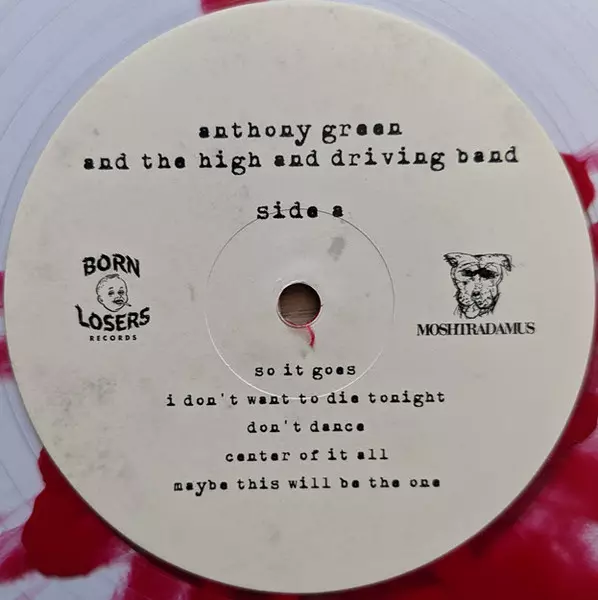 anthony green
and the high and driving band
side a
BORN
LOSERS
RECORDS
MOSHTRADAMUS
so it goes
i don't want to die tonight
don't dance
center of it all
maybe this will be the one